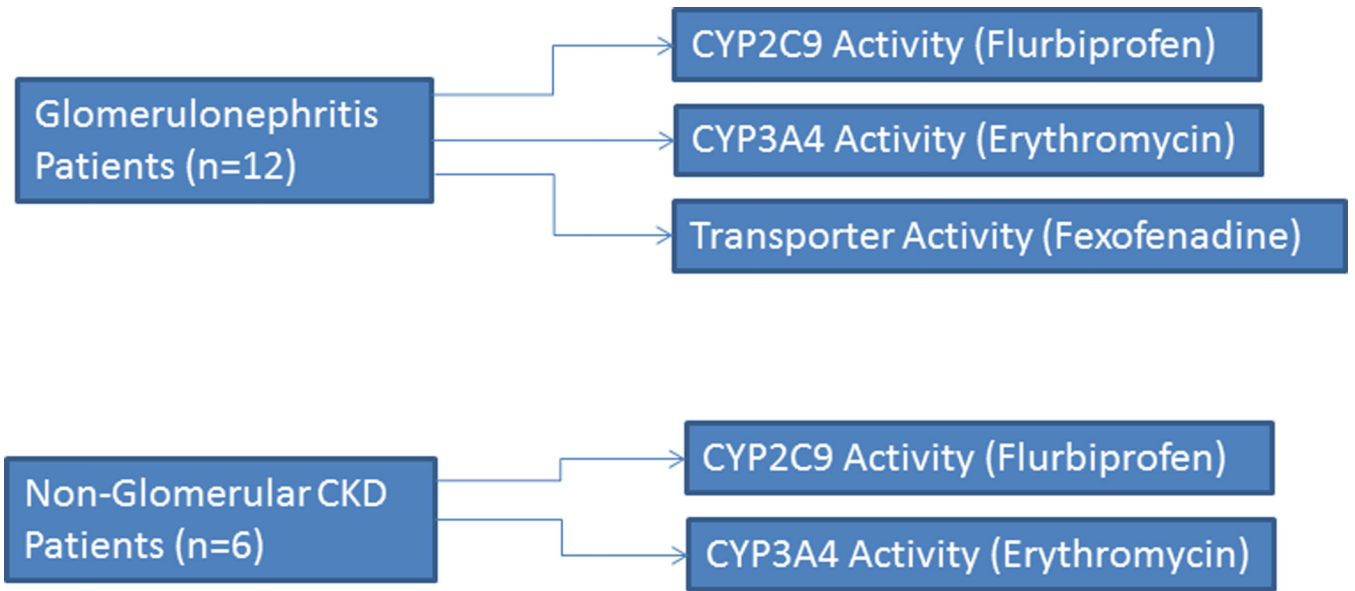 CYP2C9 Activity (Flurbiprofen)
Glomerulonephritis
Patients (n=12)
CYP3A4 Activity (Erythromycin)
Transporter Activity (Fexofenadine)
CYP2C9 Activity (Flurbiprofen)
Non-Glomerular CKD
Patients (n=6)
CYP3A4 Activity (Erythromycin)